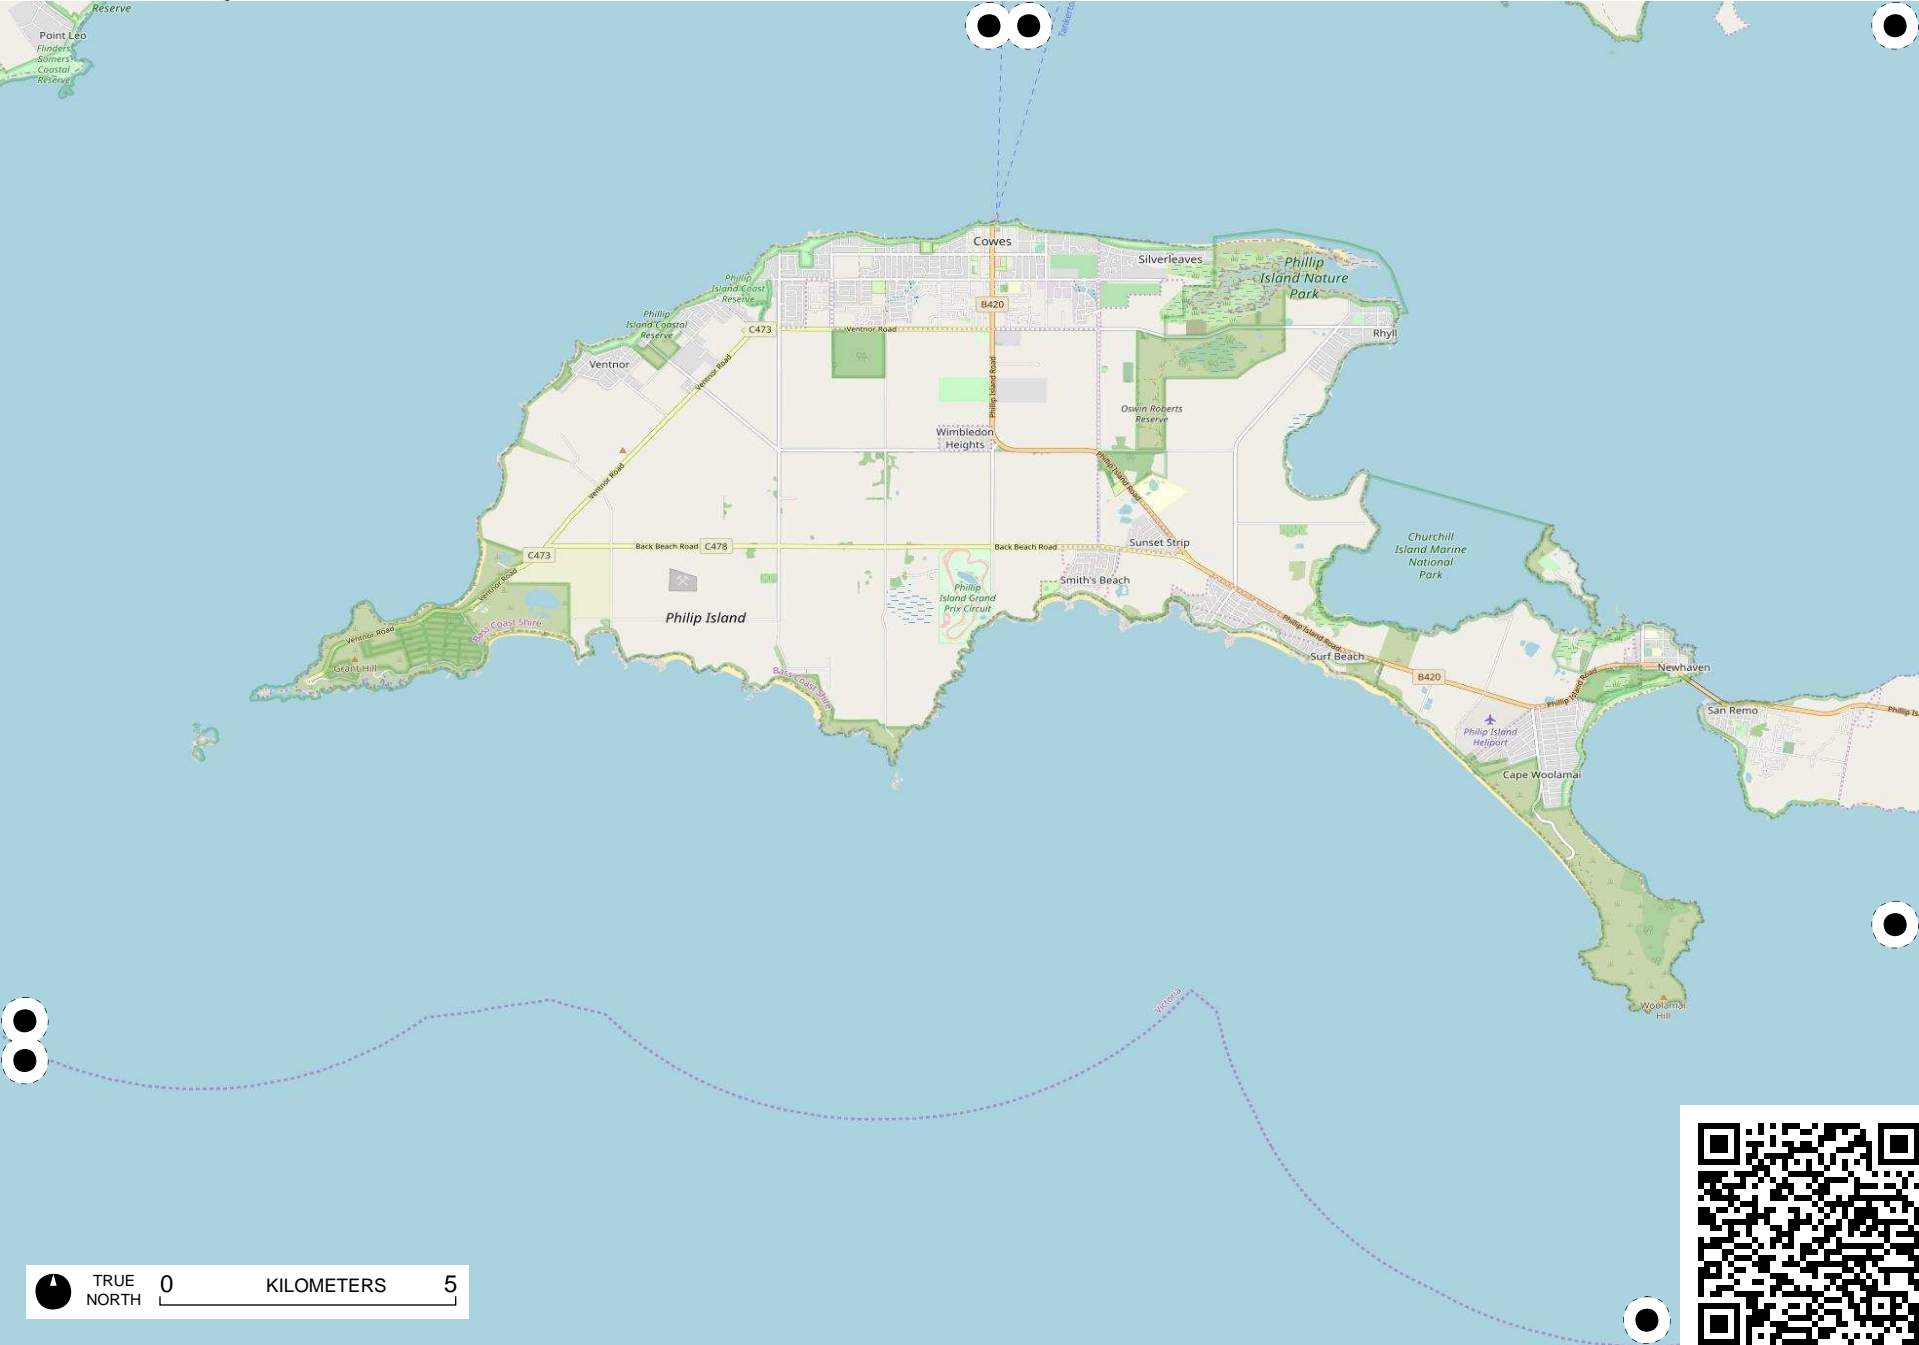 Reserve
Point Leo
Flinders
Somers
Coastal
Reserve
Cowes
Silverleaves
Phillip
Island Nature
Park
Phillip
Island Coast
Reserve
B420
Phillip
Island Coastal
Reserve
C473
Ventnor Road
Rhyll
Ventnor
Ventnor Road
Phillip Island Road
Oswin Roberts
Reserve
Wimbledon
Heights
Phillip Island Road
Ventnor Road
Churchill
Island Marine
National
Park
Sunset Strip
C473
Back Beach Road
C478
Back Beach Road
Smith's Beach
Ventnor Road
Phillip
Island Grand
Prix Circuit
Philip Island
Bass Coast Shire
Ventnor Road
Phillip Island Road
Grant Hill
Surf Beach
Newhaven
Bass Coast Shire
B420
Phillip Island Road
San Remo
Phillip Is
Philip Island
Heliport
Cape Woolamai
Woolamai
Hill
Victoria
TRUE
NORTH
0 KILOMETERS 5